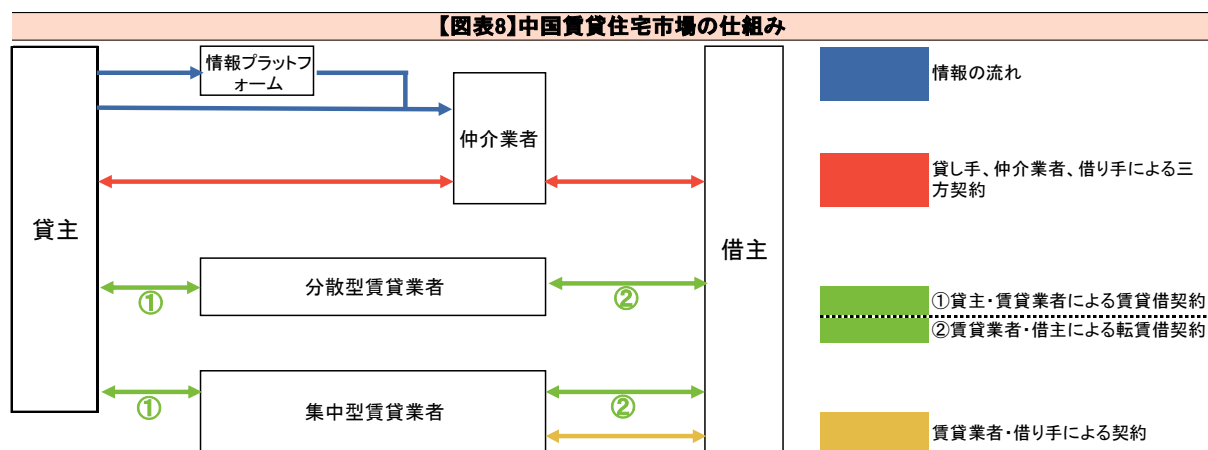 【図表8】中国賃貸住宅市場の仕組み
情報プラットフ
ォーム
仲介業者
貸主
借主
分散型賃貸業者
①
②
集中型賃貸業者
①
②
情報の流れ
貸し手、仲介業者、借り手による三
方契約
①貸主・賃貸業者による賃貸借契約
②賃貸業者・借主による転賃借契約
賃貸業者・借り手による契約